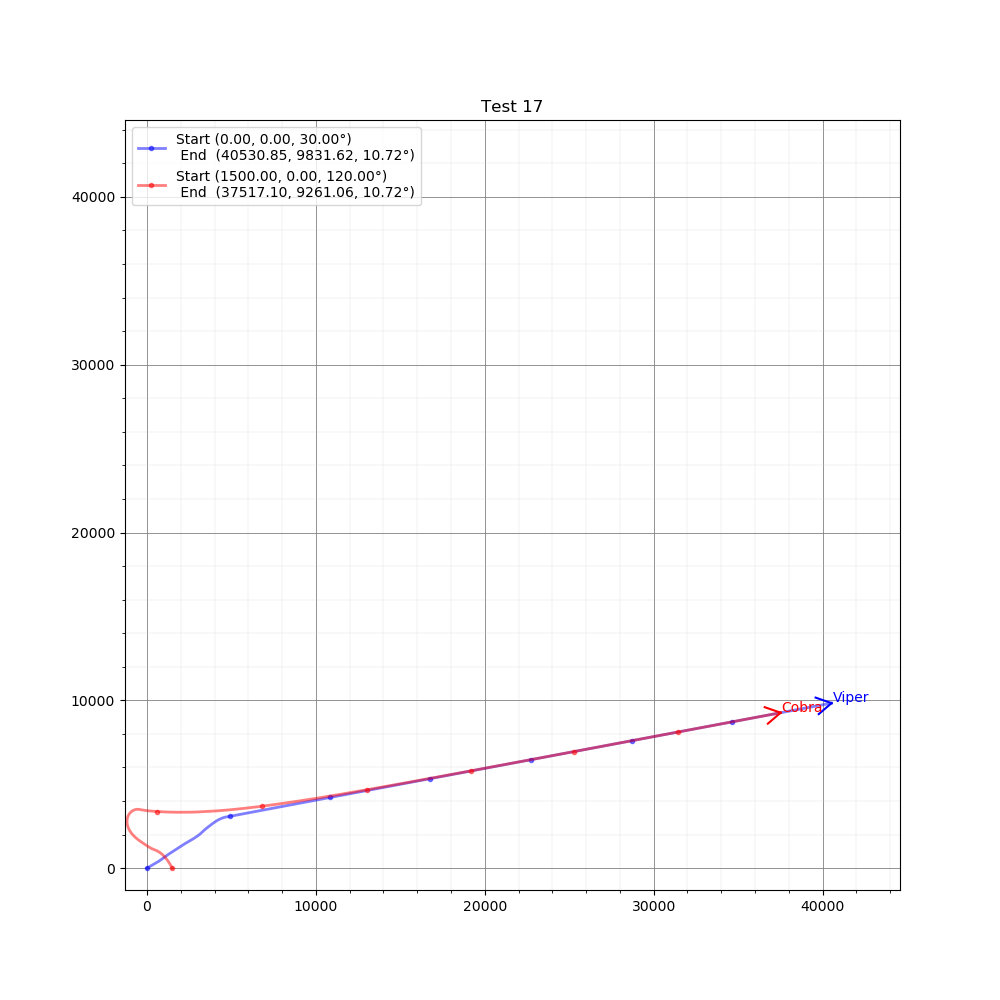 Test 17
Start (0.00, 0.00, 30.00°)
End  (40530.85, 9831.62, 10.72°)
Start (1500.00, 0.00, 120.00°)
End  (37517.10, 9261.06, 10.72°)
40000
30000
20000
10000
0
Viper
Cobra
0 10000 20000 30000 40000